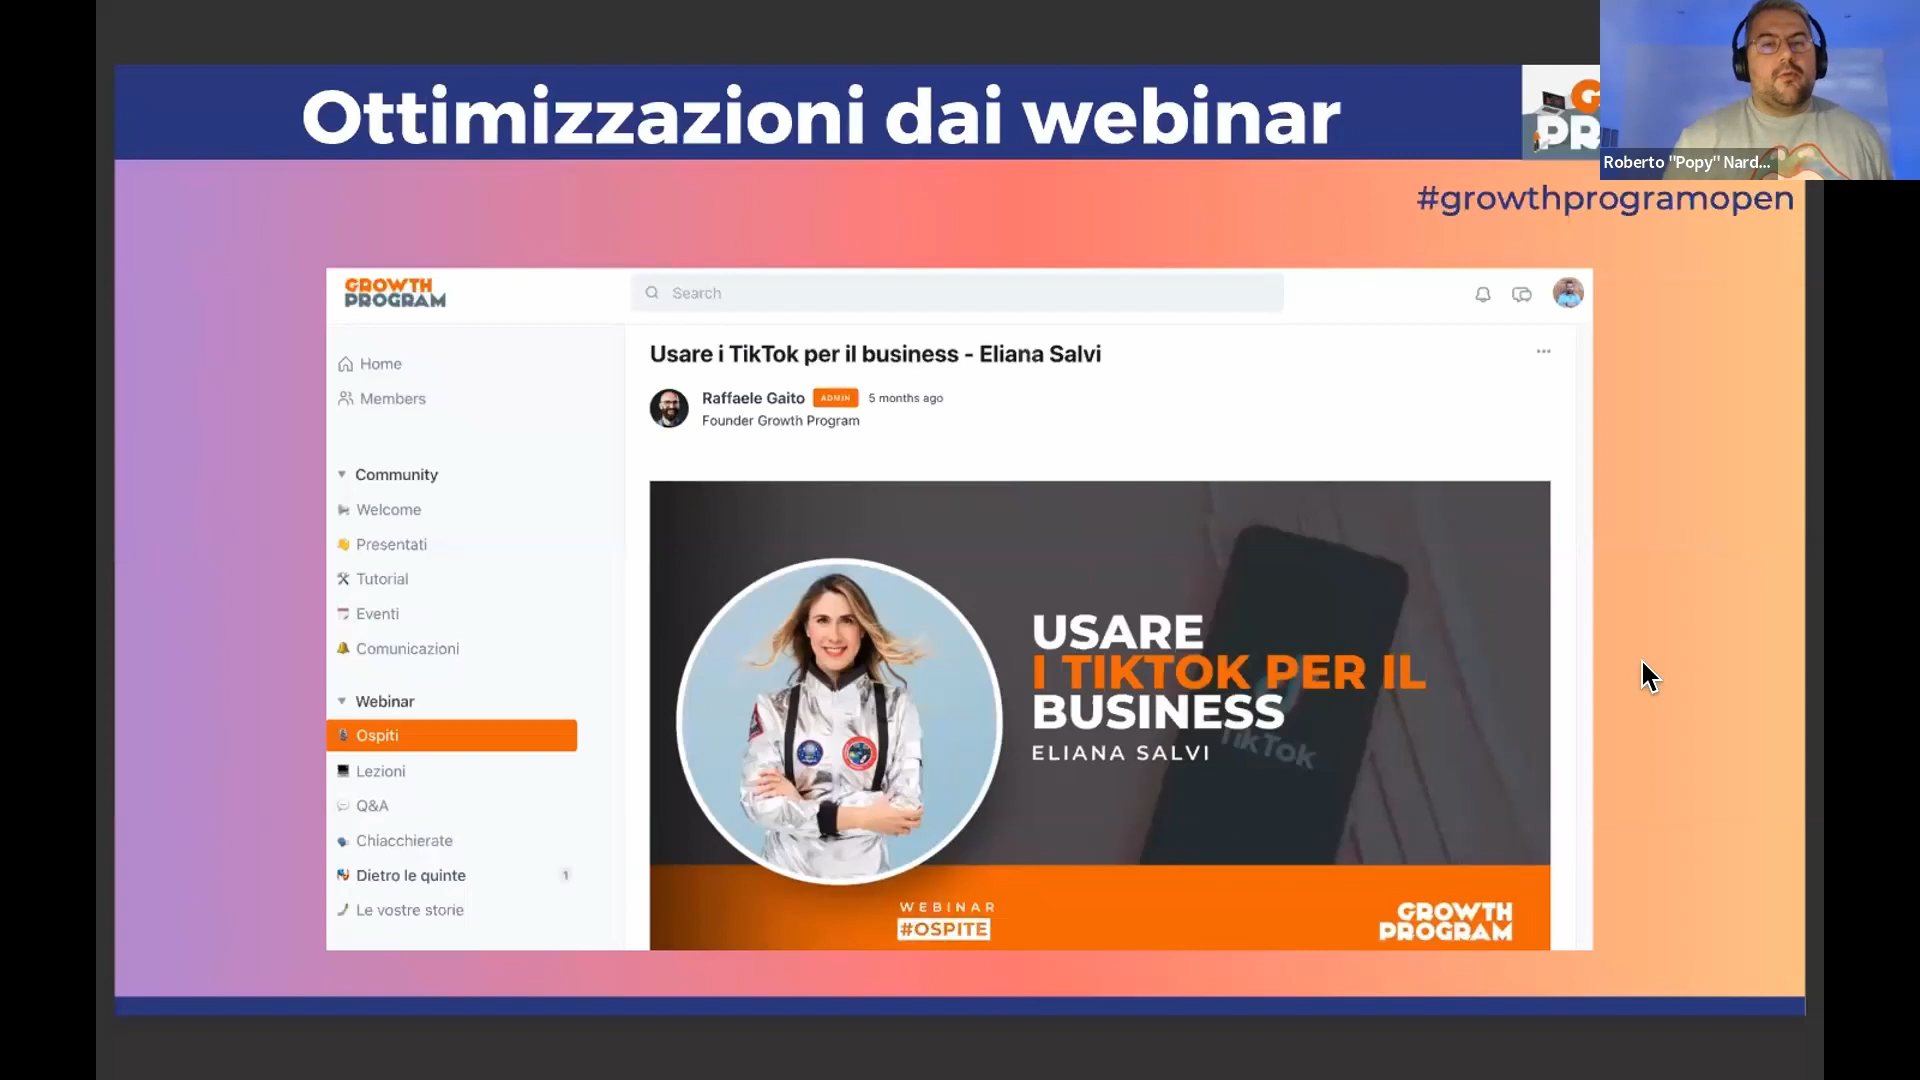 Ottimizzazioni dai webinar
G
PR
Roberto "Popy" Nard...
#growthprogramopen
GROWTH
PROGRAM
Search
Home
Members
Community
Welcome
Presentati
Tutorial
Eventi
Comunicazioni
Webinar
Ospiti
Lezioni
Q&A
Chiacchierate
Dietro le quinte 1
Le vostre storie
Usare i TikTok per il business - Eliana Salvi
Raffaele Gaito ADMIN 5 months ago
Founder Growth Program
USARE
I TIKTOK PER IL
BUSINESS
ELIANA SALVI
TikTok
WEBINAR
#OSPITE
GROWTH
PROGRAM